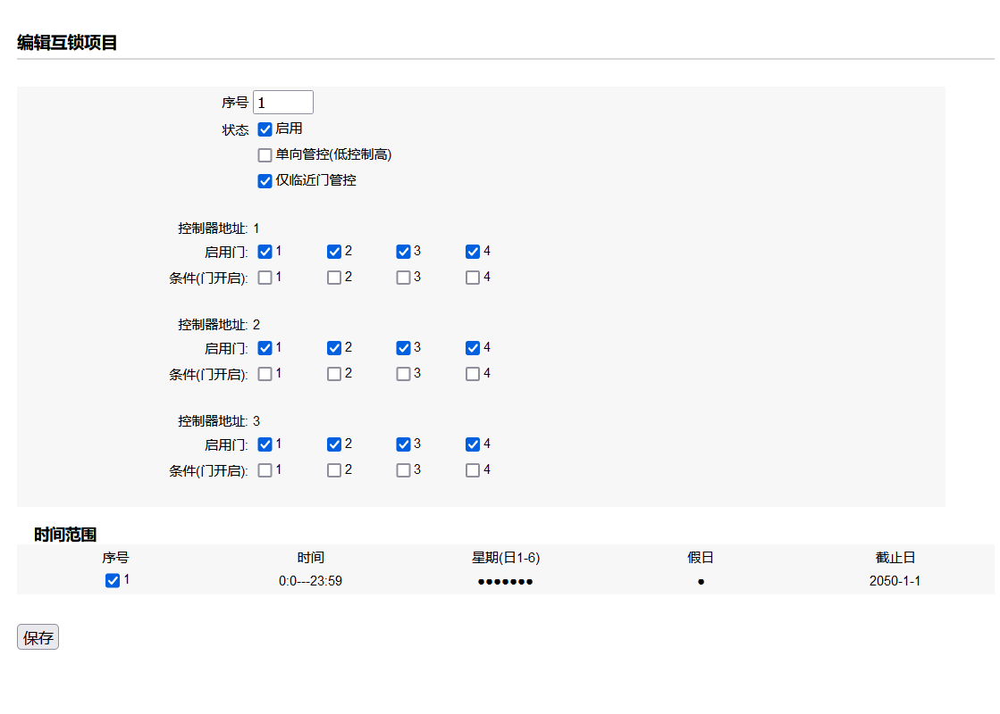 编辑互锁项目
序号 1
状态 启用
单向管控(低控制高)
仅临近门管控
控制器地址: 1
启用门: 1 2 3 4
条件(门开启): 1 2 3 4
控制器地址: 2
启用门: 1 2 3 4
条件(门开启): 1 2 3 4
控制器地址: 3
启用门: 1 2 3 4
条件(门开启): 1 2 3 4
时间范围
序号 时间 星期(日1-6) 假日 截止日
1 0:0---23:59 ●●●●●●● ● 2050-1-1
保存